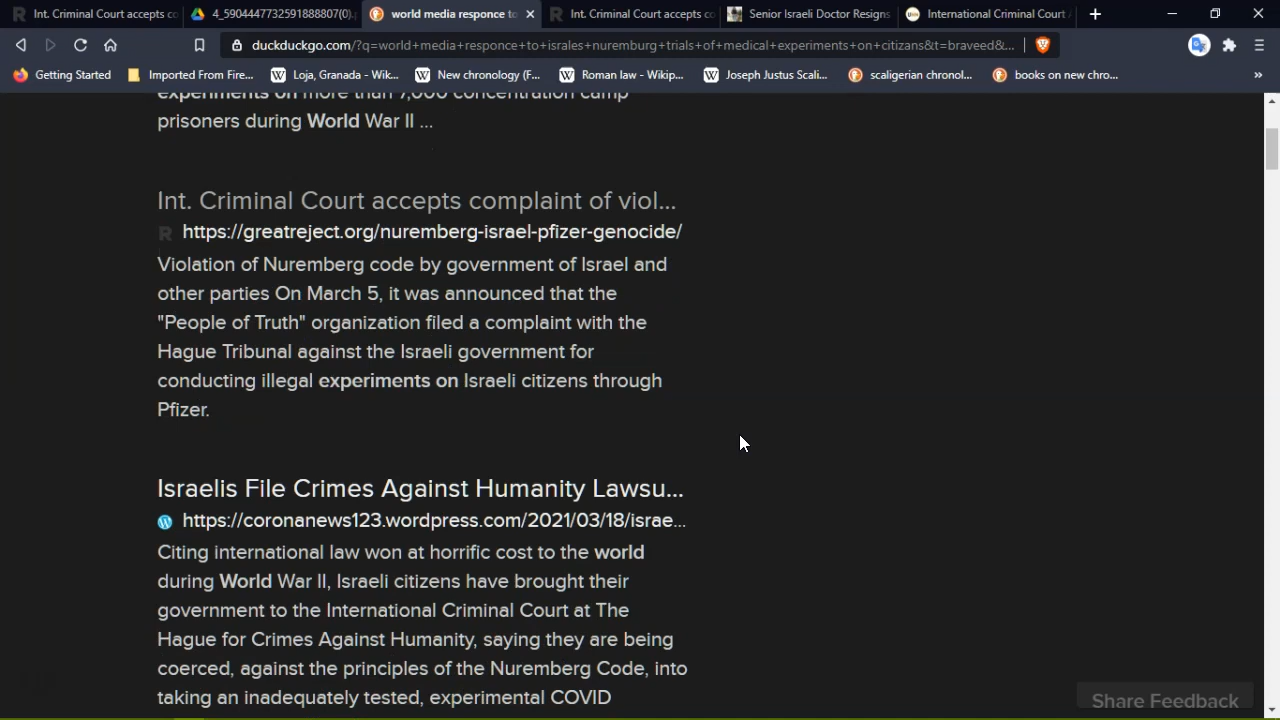 Int. Criminal Court accepts co
4_5904447732591888807(0).
world media responce to
Int. Criminal Court accepts co
Senior Israeli Doctor Resigns
International Criminal Court
duckduckgo.com/?q=world+media+responce+to+israles+nuremburg+trials+of+medical+experiments+on+citizans&t=braveed&...
Getting Started
Imported From Fire...
Loja, Granada - Wik...
New chronology (F...
Roman law - Wikip...
Joseph Justus Scali...
scaligerian chronol...
books on new chro...
experiments on more than 7,000 concentration camp
prisoners during World War II ...
Int. Criminal Court accepts complaint of viol...
https://greatreject.org/nuremberg-israel-pfizer-genocide/
Violation of Nuremberg code by government of Israel and
other parties On March 5, it was announced that the
"People of Truth" organization filed a complaint with the
Hague Tribunal against the Israeli government for
conducting illegal experiments on Israeli citizens through
Pfizer.
Israelis File Crimes Against Humanity Lawsu...
https://coronanews123.wordpress.com/2021/03/18/israe...
Citing international law won at horrific cost to the world
during World War II, Israeli citizens have brought their
government to the International Criminal Court at The
Hague for Crimes Against Humanity, saying they are being
coerced, against the principles of the Nuremberg Code, into
taking an inadequately tested, experimental COVID
Share Feedback